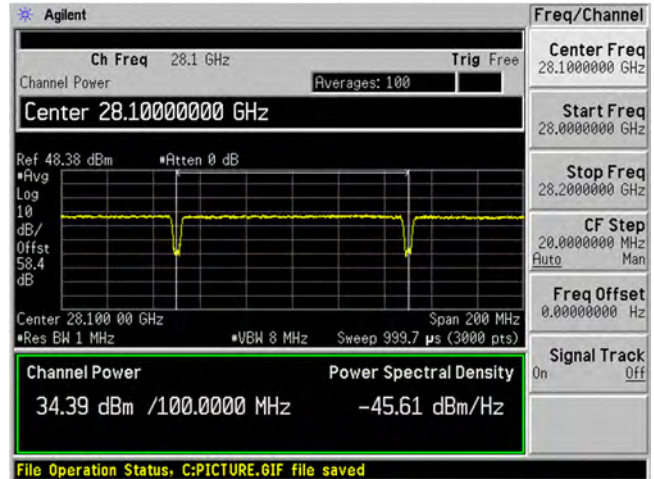 Agilent
Freq/Channel
Ch Freq 28.1 GHz Trig Free
Channel Power Averages: 100
Center 28.10000000 GHz
Ref 48.38 dBm *Atten 0 dB
*Avg
Log
10
dB/
Offst
58.4
dB
Center 28.100 00 GHz Span 200 MHz
*Res BW 1 MHz *VBW 8 MHz Sweep 999.7 µs (3000 pts)
Channel Power Power Spectral Density
34.39 dBm /100.0000 MHz -45.61 dBm/Hz
File Operation Status, C:PICTURE.GIF file saved
Center Freq
28.1000000 GHz
Start Freq
28.0000000 GHz
Stop Freq
28.2000000 GHz
CF Step
20.0000000 MHz
Auto Man
Freq Offset
0.00000000 Hz
Signal Track
On Off